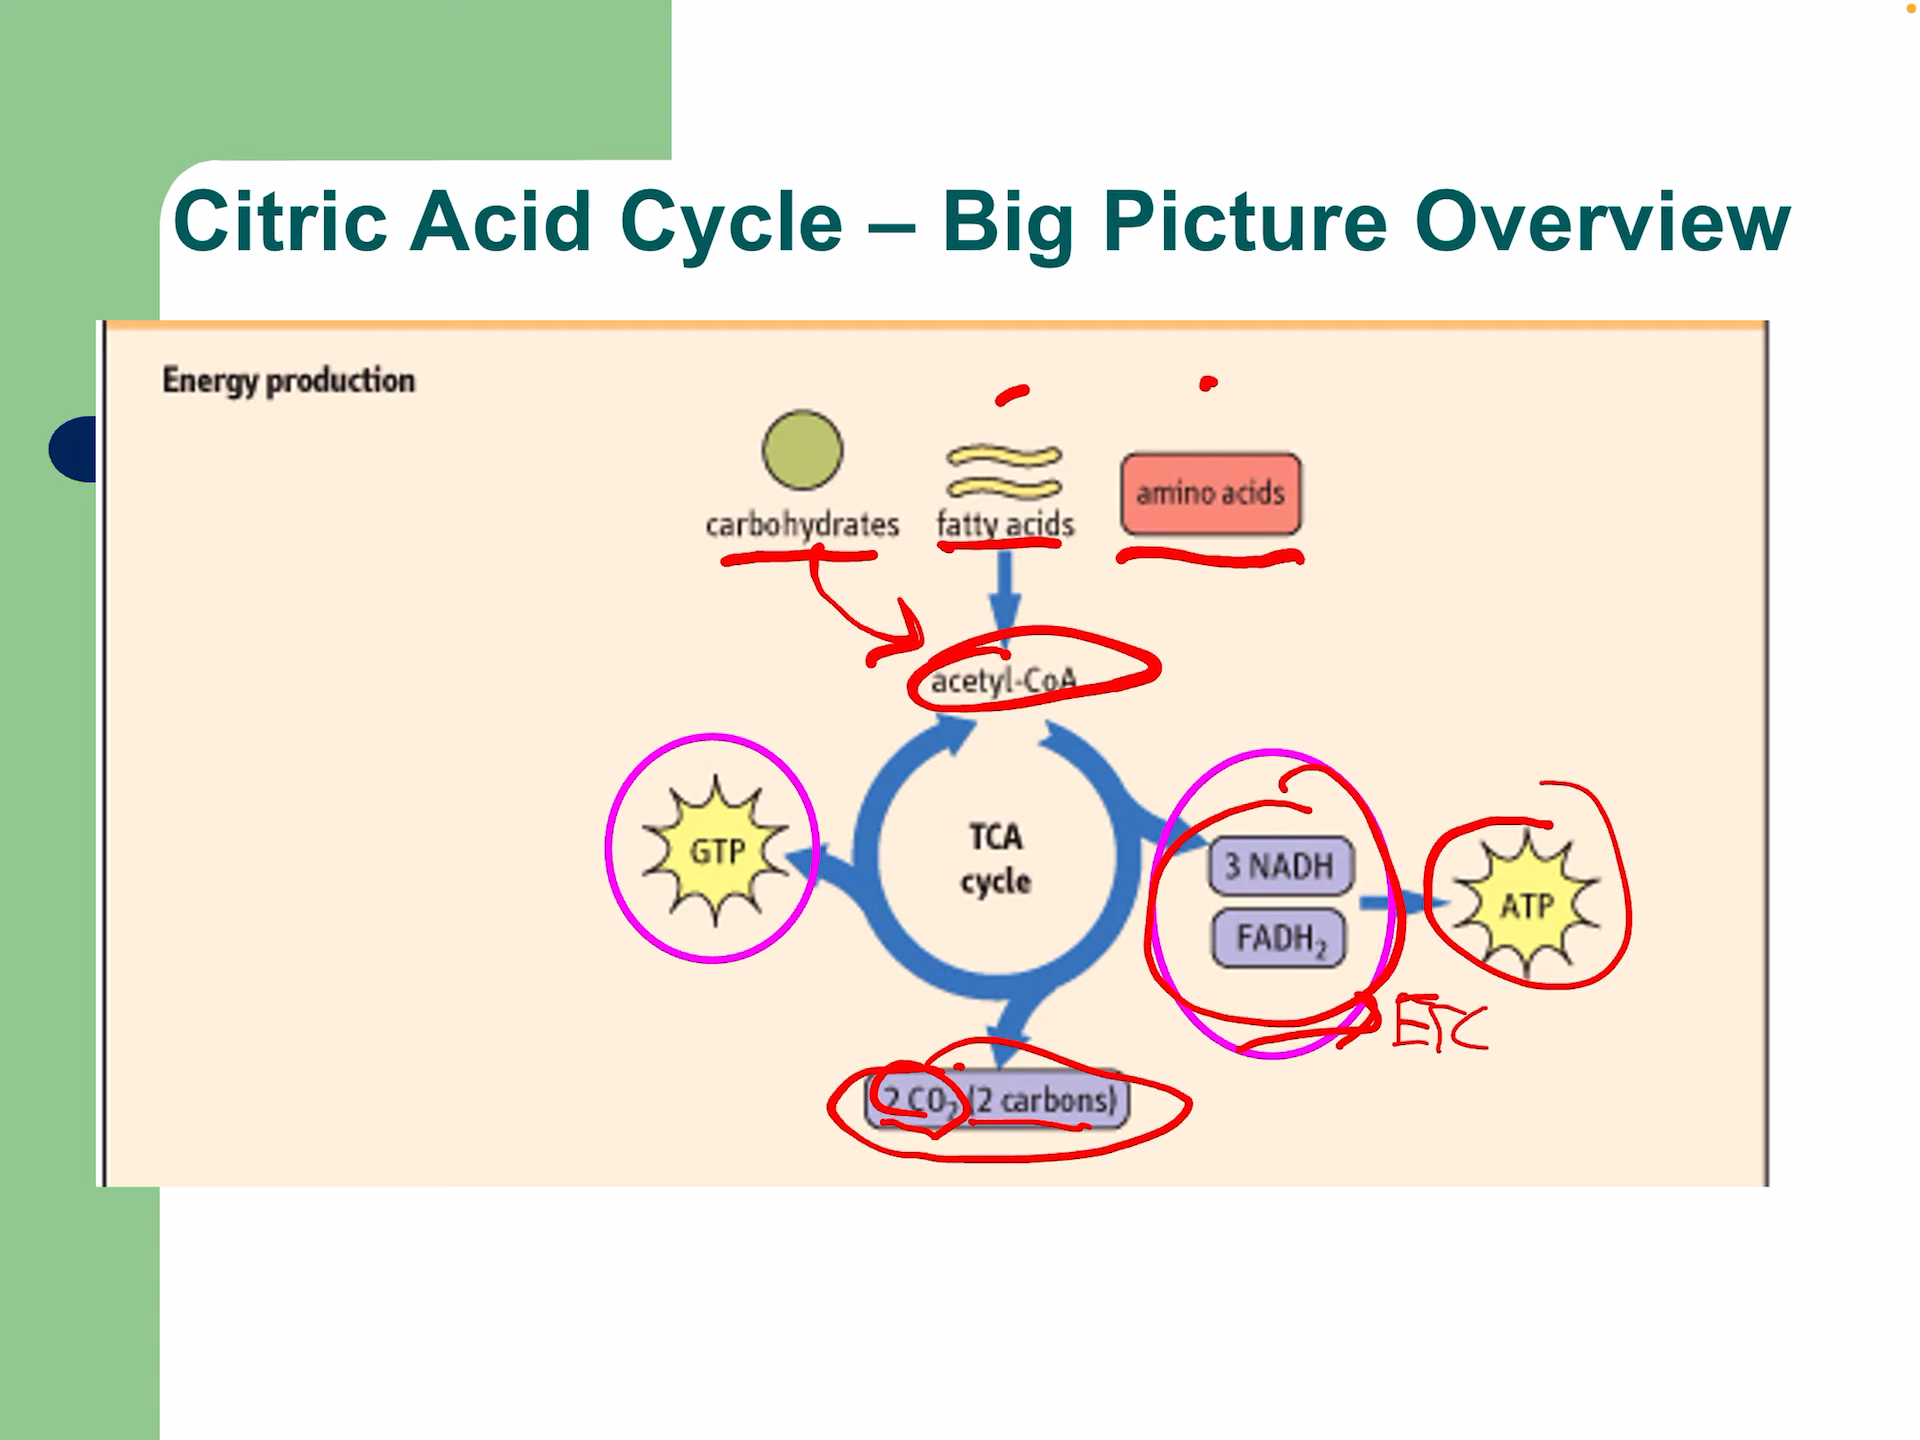 Citric Acid Cycle – Big Picture Overview
Energy production
carbohydrates
fatty acids
amino acids
acetyl-CoA
GTP
TCA
cycle
3 NADH
FADH₂
ATP
ETC
2 CO₂ (2 carbons)